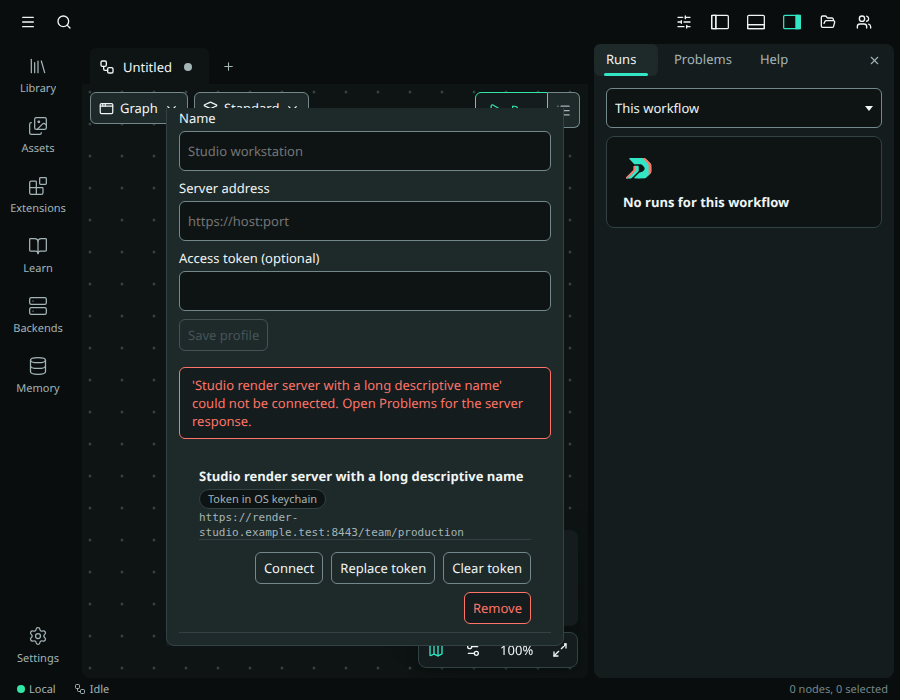 Untitled
Runs
Problems
Help
Library
Assets
Extensions
Learn
Backends
Memory
Settings
Graph
Standard
This workflow
No runs for this workflow
Name
Studio workstation
Server address
https://host:port
Access token (optional)
Save profile
'Studio render server with a long descriptive name'
could not be connected. Open Problems for the server
response.
Studio render server with a long descriptive name
Token in OS keychain
https://render-
studio.example.test:8443/team/production
Connect
Replace token
Clear token
Remove
100%
Local
Idle
0 nodes, 0 selected